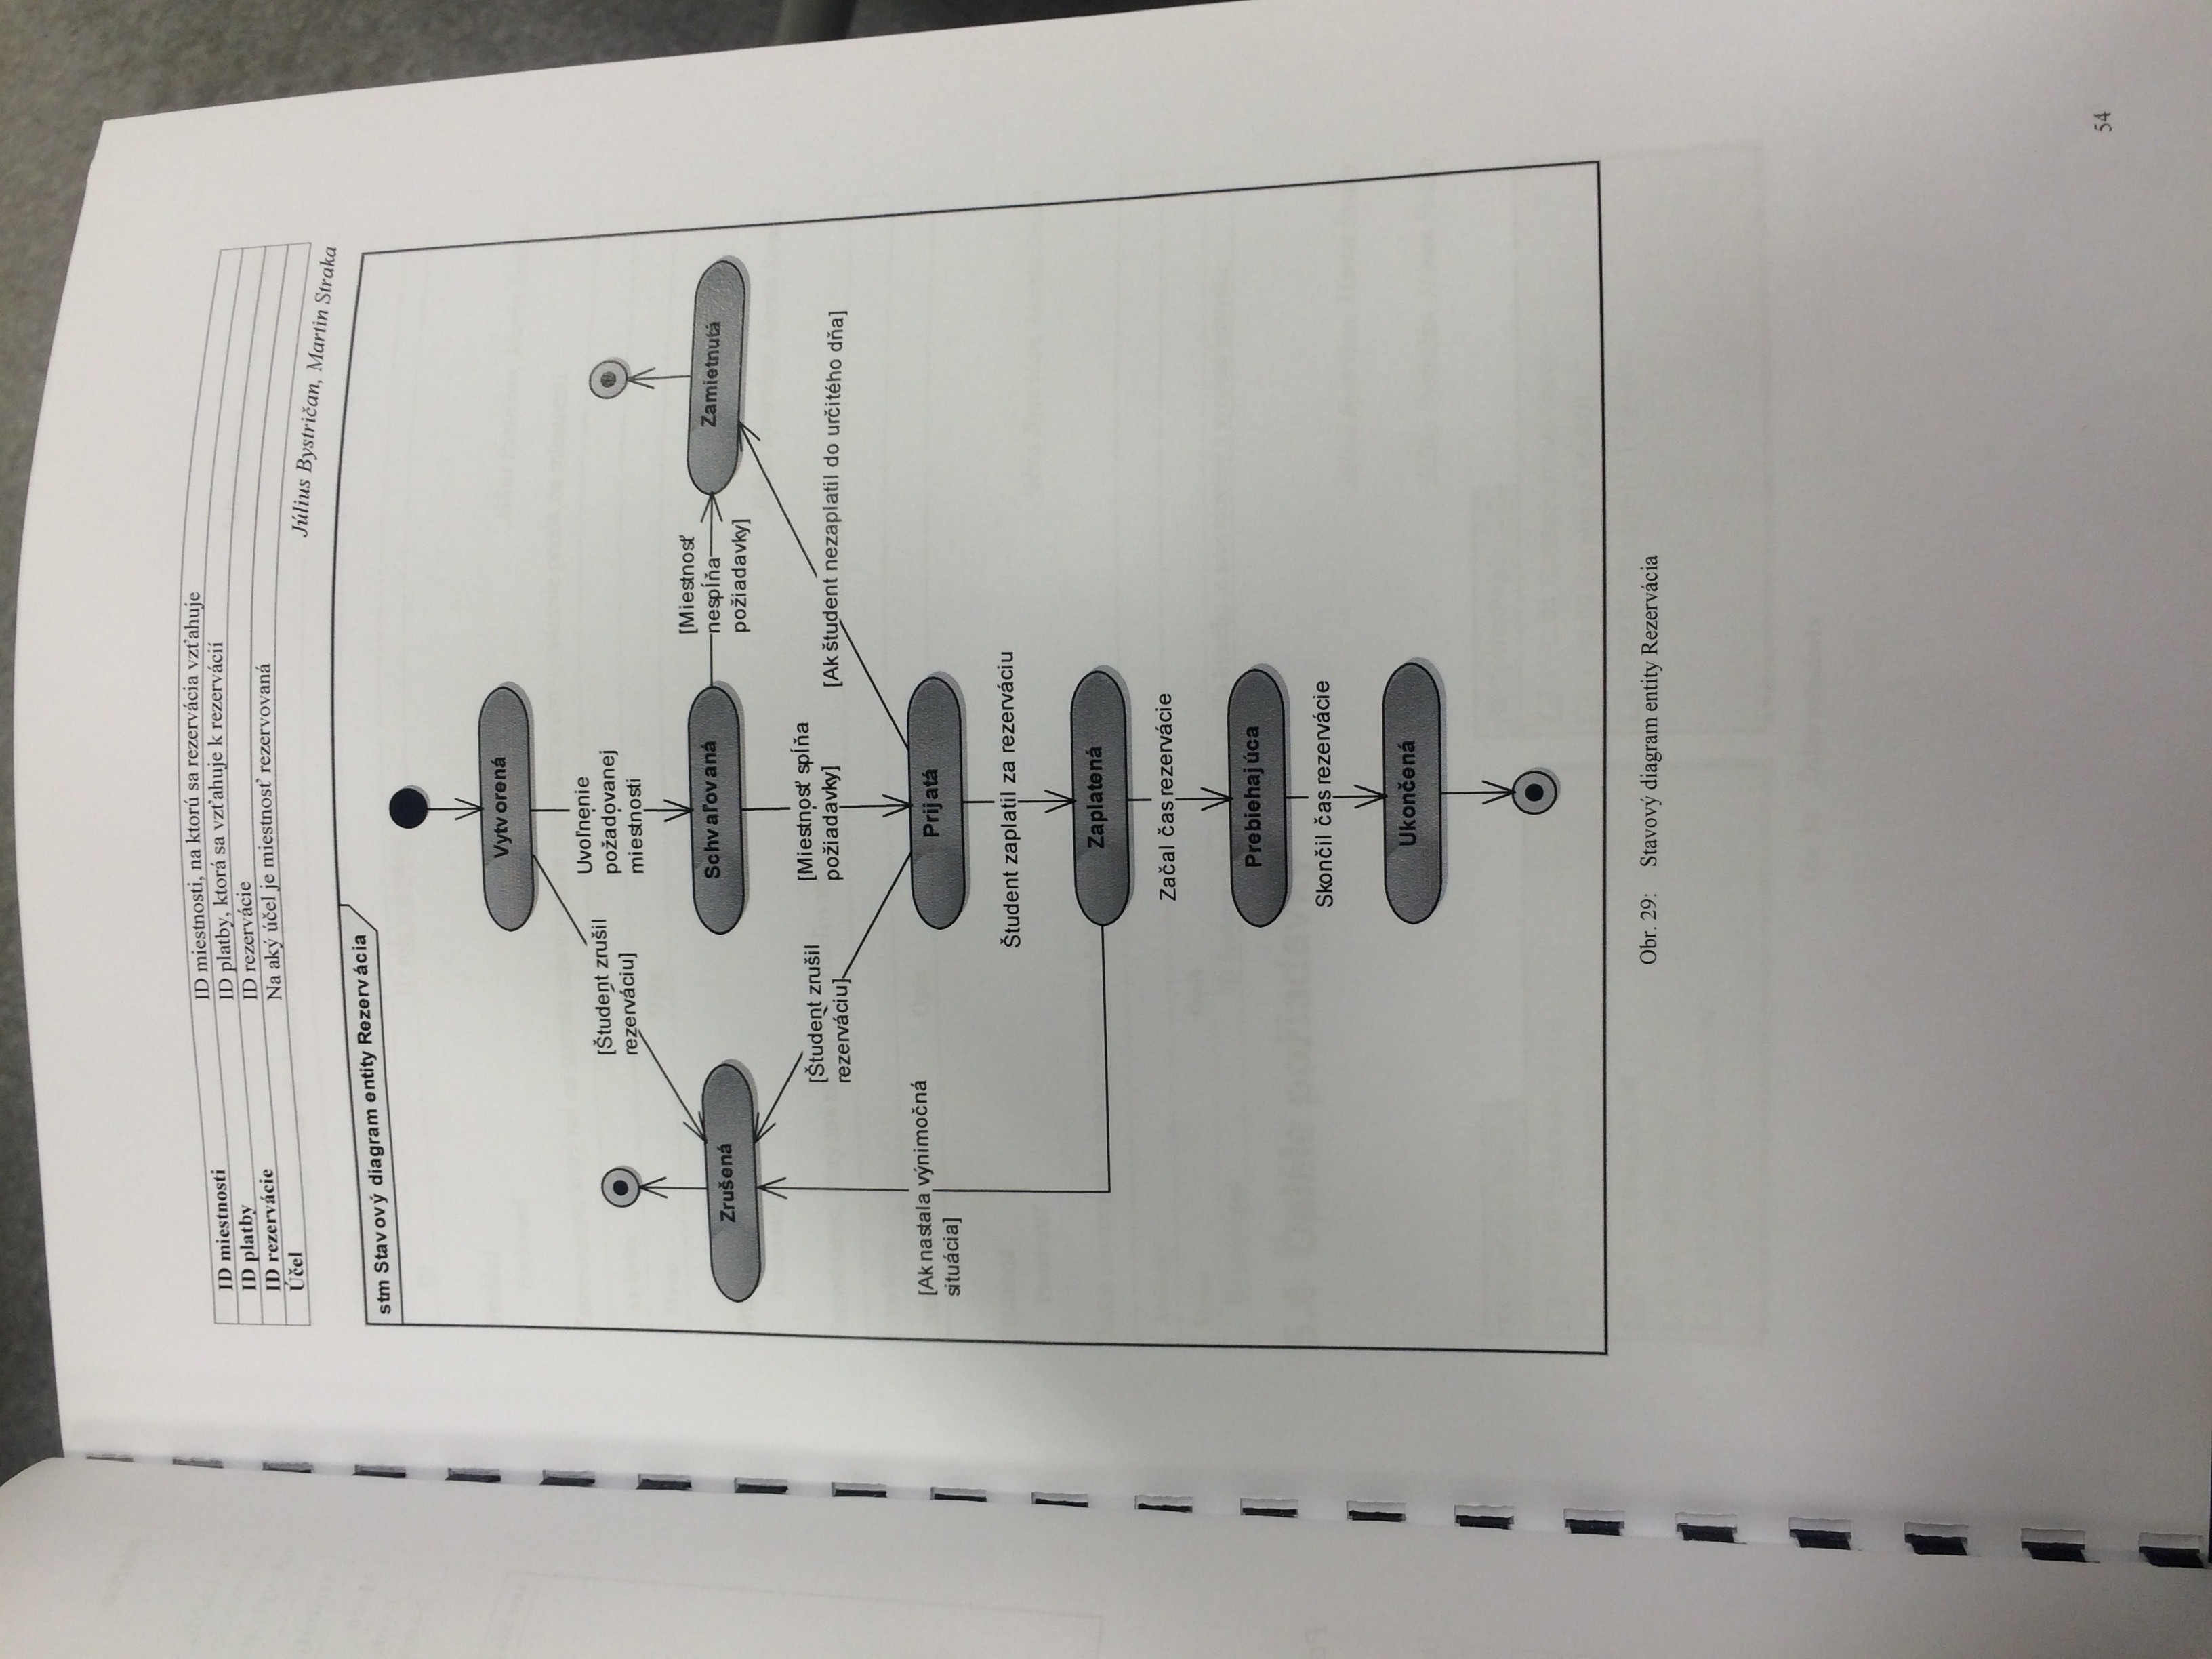 ID miestnosti ID miestnosti, na ktorú sa rezervácia vzťahuje
ID platby ID platby, ktorá sa vzťahuje k rezervácií
ID rezervácie ID rezervácie
Účel Na aký účel je miestnosť rezervovaná
Július Bystričan, Martin Straka
stm Stavový diagram entity Rezervácia
Vytvorená
[Študent zrušil
rezerváciu]
Uvoľnenie
požadovanej
miestnosti
Zrušená
Schvaľovaná
[Miestnosť
nespĺňa
požiadavky]
Zamietnutá
[Študent zrušil
rezerváciu]
[Miestnosť spĺňa
požiadavky]
[Ak študent nezaplatil do určitého dňa]
[Ak nastala výnimočná
situácia]
Prijatá
Študent zaplatil za rezerváciu
Zaplatená
Začal čas rezervácie
Prebiehajúca
Skončil čas rezervácie
Ukončená
Obr. 29: Stavový diagram entity Rezervácia
54